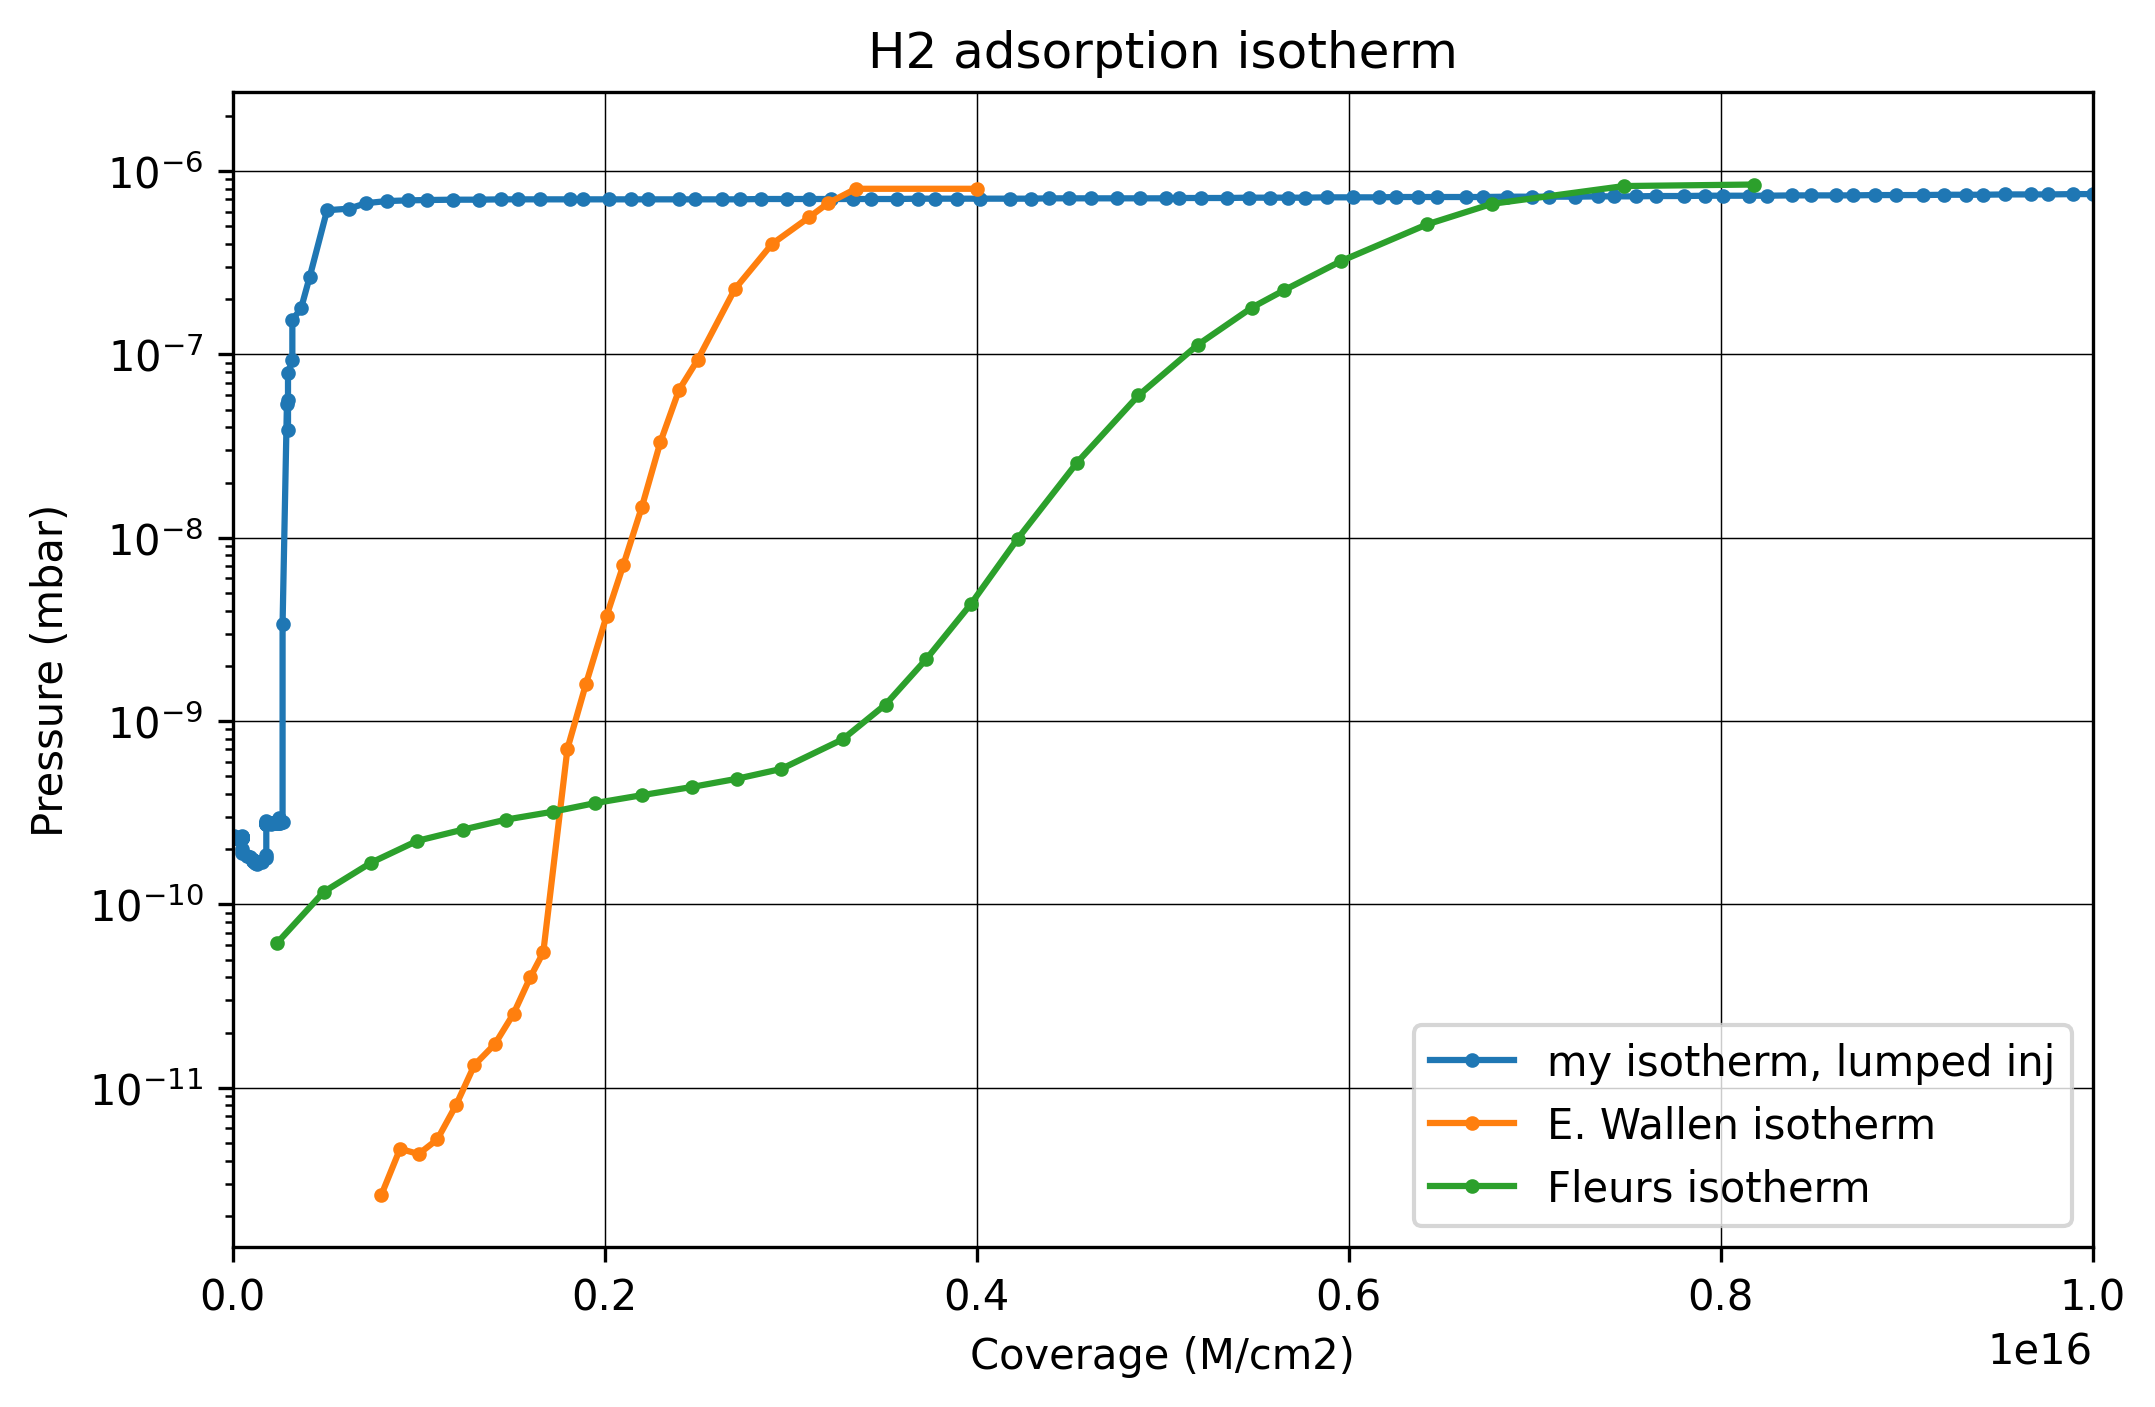 H2 adsorption isotherm
Pressure (mbar)
10⁻⁶
10⁻⁷
10⁻⁸
10⁻⁹
10⁻¹⁰
10⁻¹¹
my isotherm, lumped inj
E. Wallen isotherm
Fleurs isotherm
0.0 0.2 0.4 0.6 0.8 1.0
1e16
Coverage (M/cm2)